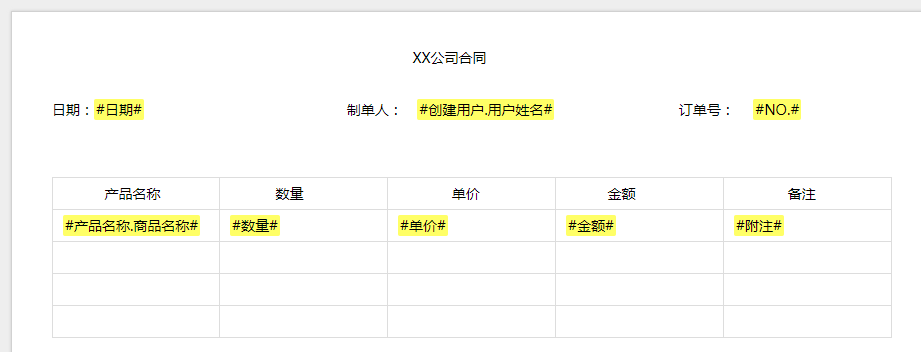 XX公司合同
日期：#日期# 制单人： #创建用户.用户姓名# 订单号： #NO.#
产品名称 数量 单价 金额 备注
#产品名称.商品名称# #数量# #单价# #金额# #附注#